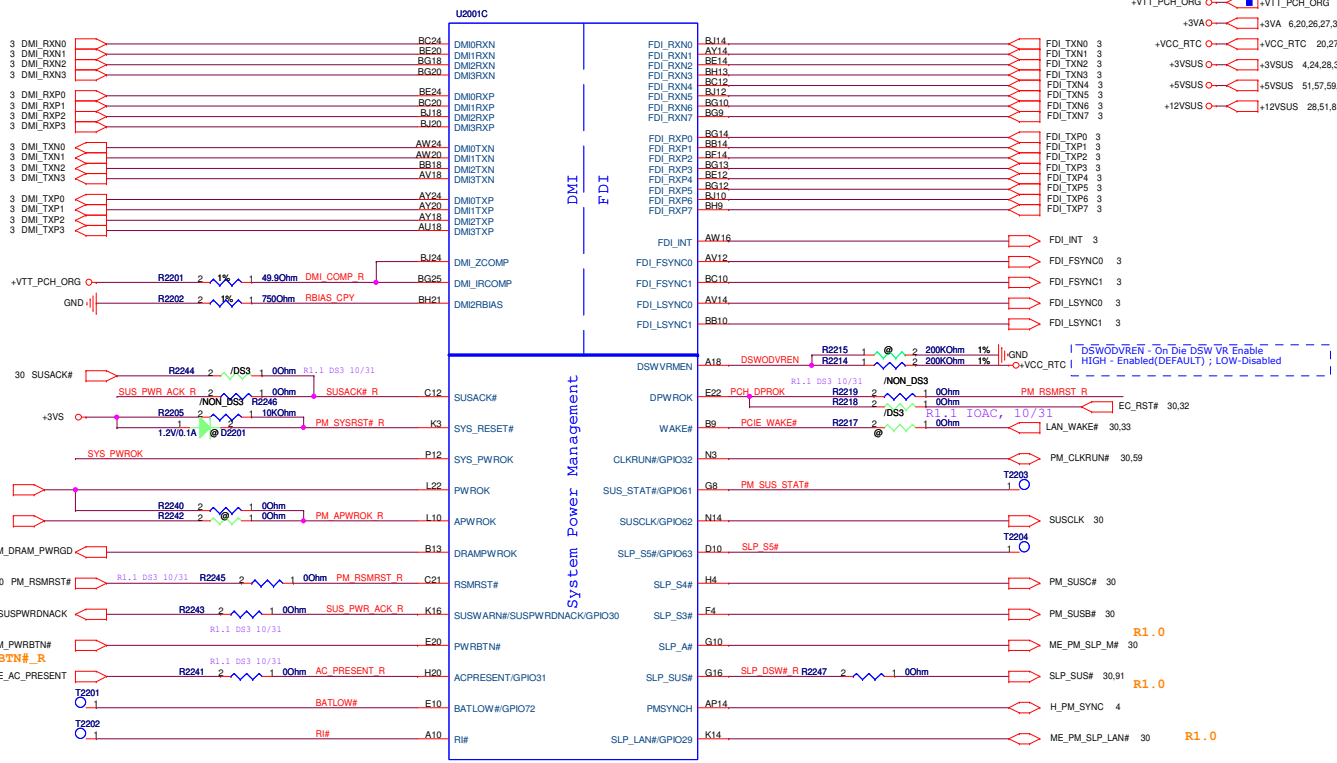 U2001C
+VTT_PCH_ORG +VTT_PCH_ORG
+3VA +3VA 6,20,26,27,3
+VCC_RTC +VCC_RTC 20,27
+3VSUS +3VSUS 4,24,28,3
+5VSUS +5VSUS 51,57,59,
+12VSUS +12VSUS 28,51,8
3 DMI_RXN0 BC24 DMI0RXN
3 DMI_RXN1 BE20 DMI1RXN
3 DMI_RXN2 BG18 DMI2RXN
3 DMI_RXN3 BG20 DMI3RXN
3 DMI_RXP0 BE24 DMI0RXP
3 DMI_RXP1 BC20 DMI1RXP
3 DMI_RXP2 BJ18 DMI2RXP
3 DMI_RXP3 BJ20 DMI3RXP
3 DMI_TXN0 AW24 DMI0TXN
3 DMI_TXN1 AW20 DMI1TXN
3 DMI_TXN2 BB18 DMI2TXN
3 DMI_TXN3 AV18 DMI3TXN
3 DMI_TXP0 AY24 DMI0TXP
3 DMI_TXP1 AY20 DMI1TXP
3 DMI_TXP2 AY18 DMI2TXP
3 DMI_TXP3 AU18 DMI3TXP
BJ24 DMI_ZCOMP
+VTT_PCH_ORG R2201 2 1% 1 49.9Ohm DMI_COMP_R BG25 DMI_IRCOMP
GND R2202 2 1% 1 750Ohm RBIAS_CPY BH21 DMI2RBIAS
DMI
FDI
FDI_RXN0 BJ14 FDI_TXN0 3
FDI_RXN1 AY14 FDI_TXN1 3
FDI_RXN2 BE14 FDI_TXN2 3
FDI_RXN3 BH13 FDI_TXN3 3
FDI_RXN4 BC12 FDI_TXN4 3
FDI_RXN5 BJ12 FDI_TXN5 3
FDI_RXN6 BG10 FDI_TXN6 3
FDI_RXN7 BG9 FDI_TXN7 3
FDI_RXP0 BG14 FDI_TXP0 3
FDI_RXP1 BB14 FDI_TXP1 3
FDI_RXP2 BF14 FDI_TXP2 3
FDI_RXP3 BG13 FDI_TXP3 3
FDI_RXP4 BE12 FDI_TXP4 3
FDI_RXP5 BG12 FDI_TXP5 3
FDI_RXP6 BJ10 FDI_TXP6 3
FDI_RXP7 BH9 FDI_TXP7 3
FDI_INT AW16 FDI_INT 3
FDI_FSYNC0 AV12 FDI_FSYNC0 3
FDI_FSYNC1 BC10 FDI_FSYNC1 3
FDI_LSYNC0 AV14 FDI_LSYNC0 3
FDI_LSYNC1 BB10 FDI_LSYNC1 3
30 SUSACK# R2244 2 /DS3 1 0Ohm R1.1 DS3 10/31
SUS_PWR_ACK_R 2 1 0Ohm SUSACK#_R C12 SUSACK#
/NON_DS3 R2246
+3VS R2205 2 1 10KOhm
1 2 PM_SYSRST#_R K3 SYS_RESET#
1.2V/0.1A @ D2201
SYS_PWROK P12 SYS_PWROK
L22 PWROK
R2240 2 1 0Ohm
R2242 2 @ 1 0Ohm PM_APWROK_R L10 APWROK
M_DRAM_PWRGD B13 DRAMPWROK
0 PM_RSMRST# R1.1 DS3 10/31 R2245 2 1 0Ohm PM_RSMRST_R C21 RSMRST#
SUSPWRDNACK R2243 2 1 0Ohm SUS_PWR_ACK_R K16 SUSWARN#/SUSPWRDNACK/GPIO30
R1.1 DS3 10/31
M_PWRBTN# E20 PWRBTN#
BTN#_R
R1.1 DS3 10/31
E_AC_PRESENT R2241 2 1 0Ohm AC_PRESENT_R H20 ACPRESENT/GPIO31
T2201 1 BATLOW# E10 BATLOW#/GPIO72
T2202 1 RI# A10 RI#
System Power Management
R2215 1 @ 2 200KOhm 1% GND
DSWVRMEN A18 DSWODVREN R2214 1 2 200KOhm 1% +VCC_RTC
DSWODVREN - On Die DSW VR Enable
HIGH - Enabled(DEFAULT) ; LOW-Disabled
R1.1 DS3 10/31 /NON_DS3
DPWROK E22 PCH_DPROK R2219 1 2 0Ohm PM_RSMRST_R
R2218 1 2 0Ohm EC_RST# 30,32
/DS3 R1.1 IOAC, 10/31
WAKE# B9 PCIE_WAKE# R2217 1 2 0Ohm LAN_WAKE# 30,33
@
CLKRUN#/GPIO32 N3 PM_CLKRUN# 30,59
SUS_STAT#/GPIO61 G8 PM_SUS_STAT# 1 T2203
SUSCLK/GPIO62 N14 SUSCLK 30
SLP_S5#/GPIO63 D10 SLP_S5# 1 T2204
SLP_S4# H4 PM_SUSC# 30
SLP_S3# F4 PM_SUSB# 30
R1.0
SLP_A# G10 ME_PM_SLP_M# 30
SLP_SUS# G16 SLP_DSW#_R R2247 2 1 0Ohm SLP_SUS# 30,91
R1.0
PMSYNCH AP14 H_PM_SYNC 4
SLP_LAN#/GPIO29 K14 ME_PM_SLP_LAN# 30 R1.0